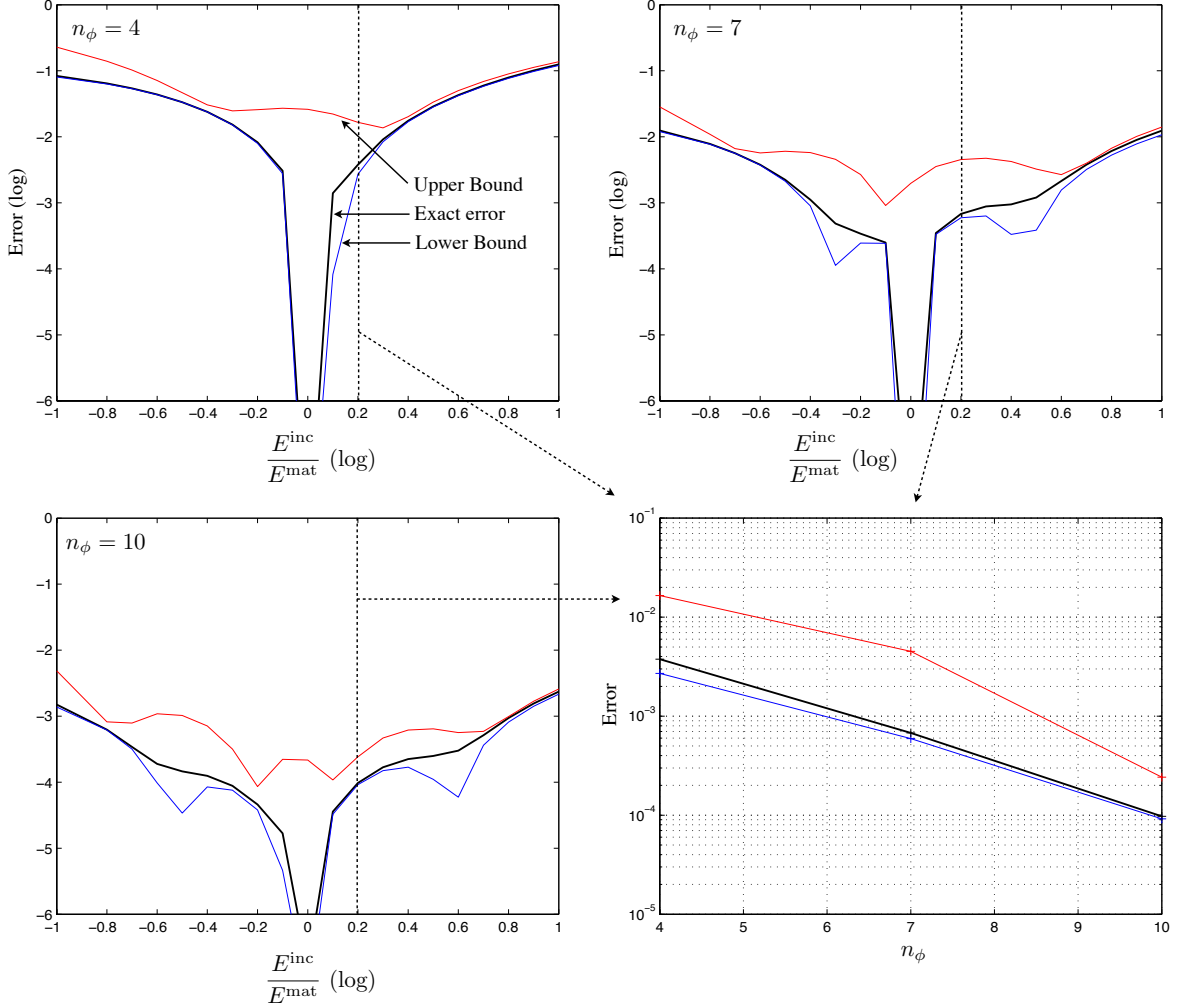 n_ϕ = 4
Error (log)
0
−1
−2
−3
−4
−5
−6
Upper Bound
Exact error
Lower Bound
−1 −0.8 −0.6 −0.4 −0.2 0 0.2 0.4 0.6 0.8 1
E^inc / E^mat (log)
n_ϕ = 7
Error (log)
0
−1
−2
−3
−4
−5
−6
−1 −0.8 −0.6 −0.4 −0.2 0 0.2 0.4 0.6 0.8 1
E^inc / E^mat (log)
n_ϕ = 10
0
−1
−2
−3
−4
−5
−6
−1 −0.8 −0.6 −0.4 −0.2 0 0.2 0.4 0.6 0.8 1
E^inc / E^mat (log)
Error
10^−1
10^−2
10^−3
10^−4
10^−5
4 5 6 7 8 9 10
n_ϕ